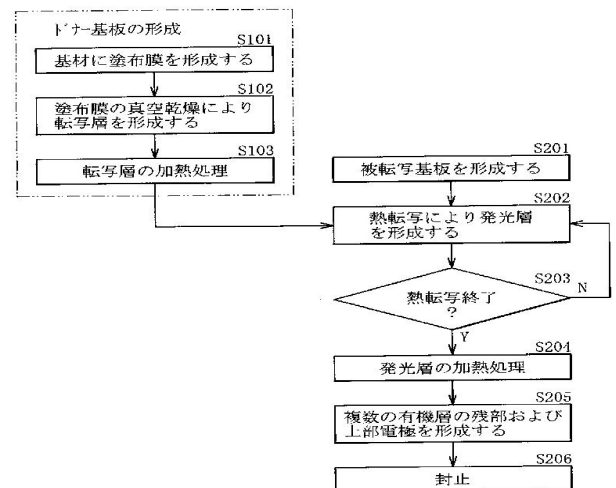 ドナー基板の形成
S101
基材に塗布膜を形成する
S102
塗布膜の真空乾燥により
転写層を形成する
S103
転写層の加熱処理
S201
被転写基板を形成する
S202
熱転写により発光層
を形成する
S203
N
熱転写終了
?
Y
S204
発光層の加熱処理
S205
複数の有機層の残部および
上部電極を形成する
S206
封止